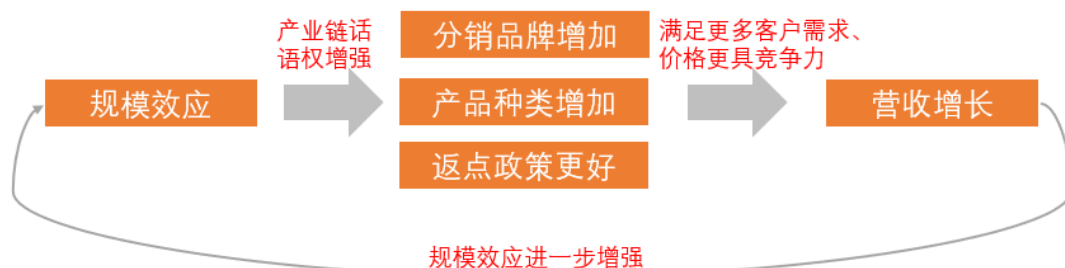 产业链话
语权增强
分销品牌增加
满足更多客户需求、
价格更具竞争力
规模效应
产品种类增加
营收增长
返点政策更好
规模效应进一步增强